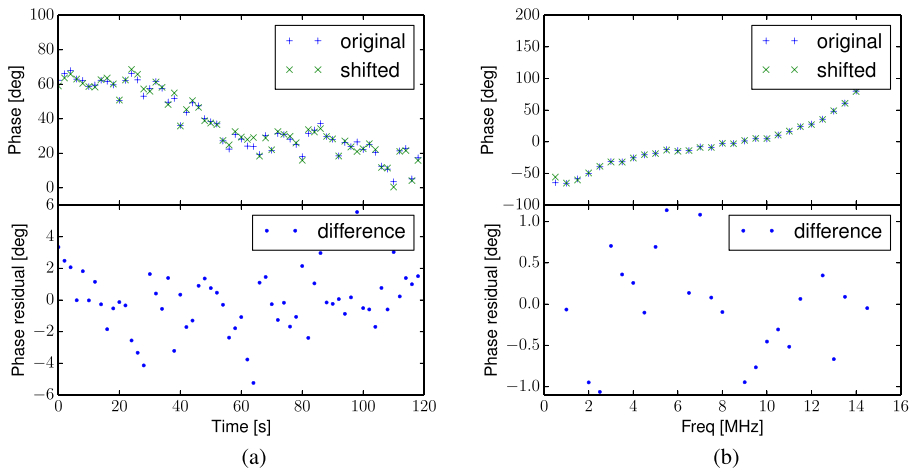 100
80
60
40
20
0
Phase [deg]
+ + original
× × shifted
6
4
2
0
−2
−4
−6
Phase residual [deg]
difference
0 20 40 60 80 100 120
Time [s]
(a)
200
150
100
50
0
−50
−100
Phase [deg]
+ + original
× × shifted
1.0
0.5
0.0
−0.5
−1.0
Phase residual [deg]
difference
0 2 4 6 8 10 12 14 16
Freq [MHz]
(b)